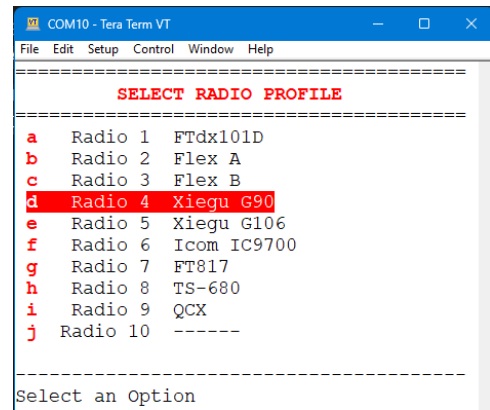 COM10 - Tera Term VT
File Edit Setup Control Window Help
========================================
SELECT RADIO PROFILE
========================================
a Radio 1 FTdx101D
b Radio 2 Flex A
c Radio 3 Flex B
d Radio 4 Xiegu G90
e Radio 5 Xiegu G106
f Radio 6 Icom IC9700
g Radio 7 FT817
h Radio 8 TS-680
i Radio 9 QCX
j Radio 10 ------
----------------------------------------
Select an Option